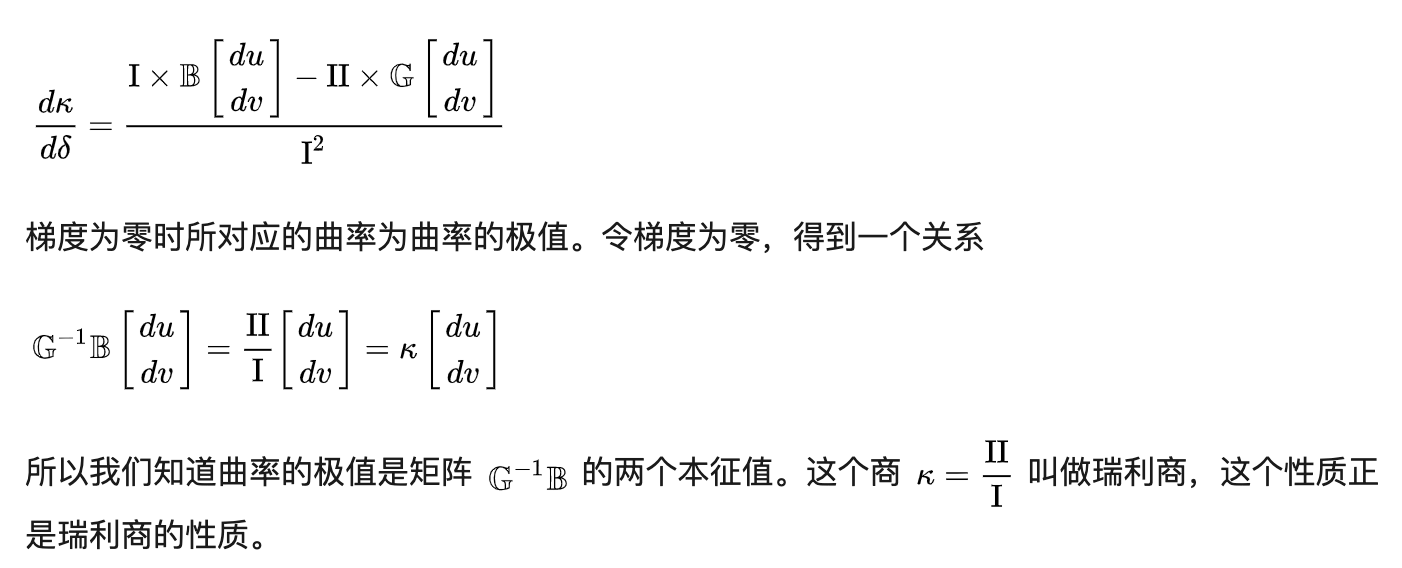 $$\frac{d\kappa}{d\delta} = \frac{\mathrm{I} \times \mathbb{B} \begin{bmatrix} du \\ dv \end{bmatrix} - \mathrm{II} \times \mathbb{G} \begin{bmatrix} du \\ dv \end{bmatrix}}{\mathrm{I}^2}$$
梯度为零时所对应的曲率为曲率的极值。令梯度为零，得到一个关系
$$\mathbb{G}^{-1}\mathbb{B} \begin{bmatrix} du \\ dv \end{bmatrix} = \frac{\mathrm{II}}{\mathrm{I}} \begin{bmatrix} du \\ dv \end{bmatrix} = \kappa \begin{bmatrix} du \\ dv \end{bmatrix}$$
所以我们知道曲率的极值是矩阵 $\mathbb{G}^{-1}\mathbb{B}$ 的两个本征值。这个商 $\kappa = \frac{\mathrm{II}}{\mathrm{I}}$ 叫做瑞利商，这个性质正
是瑞利商的性质。